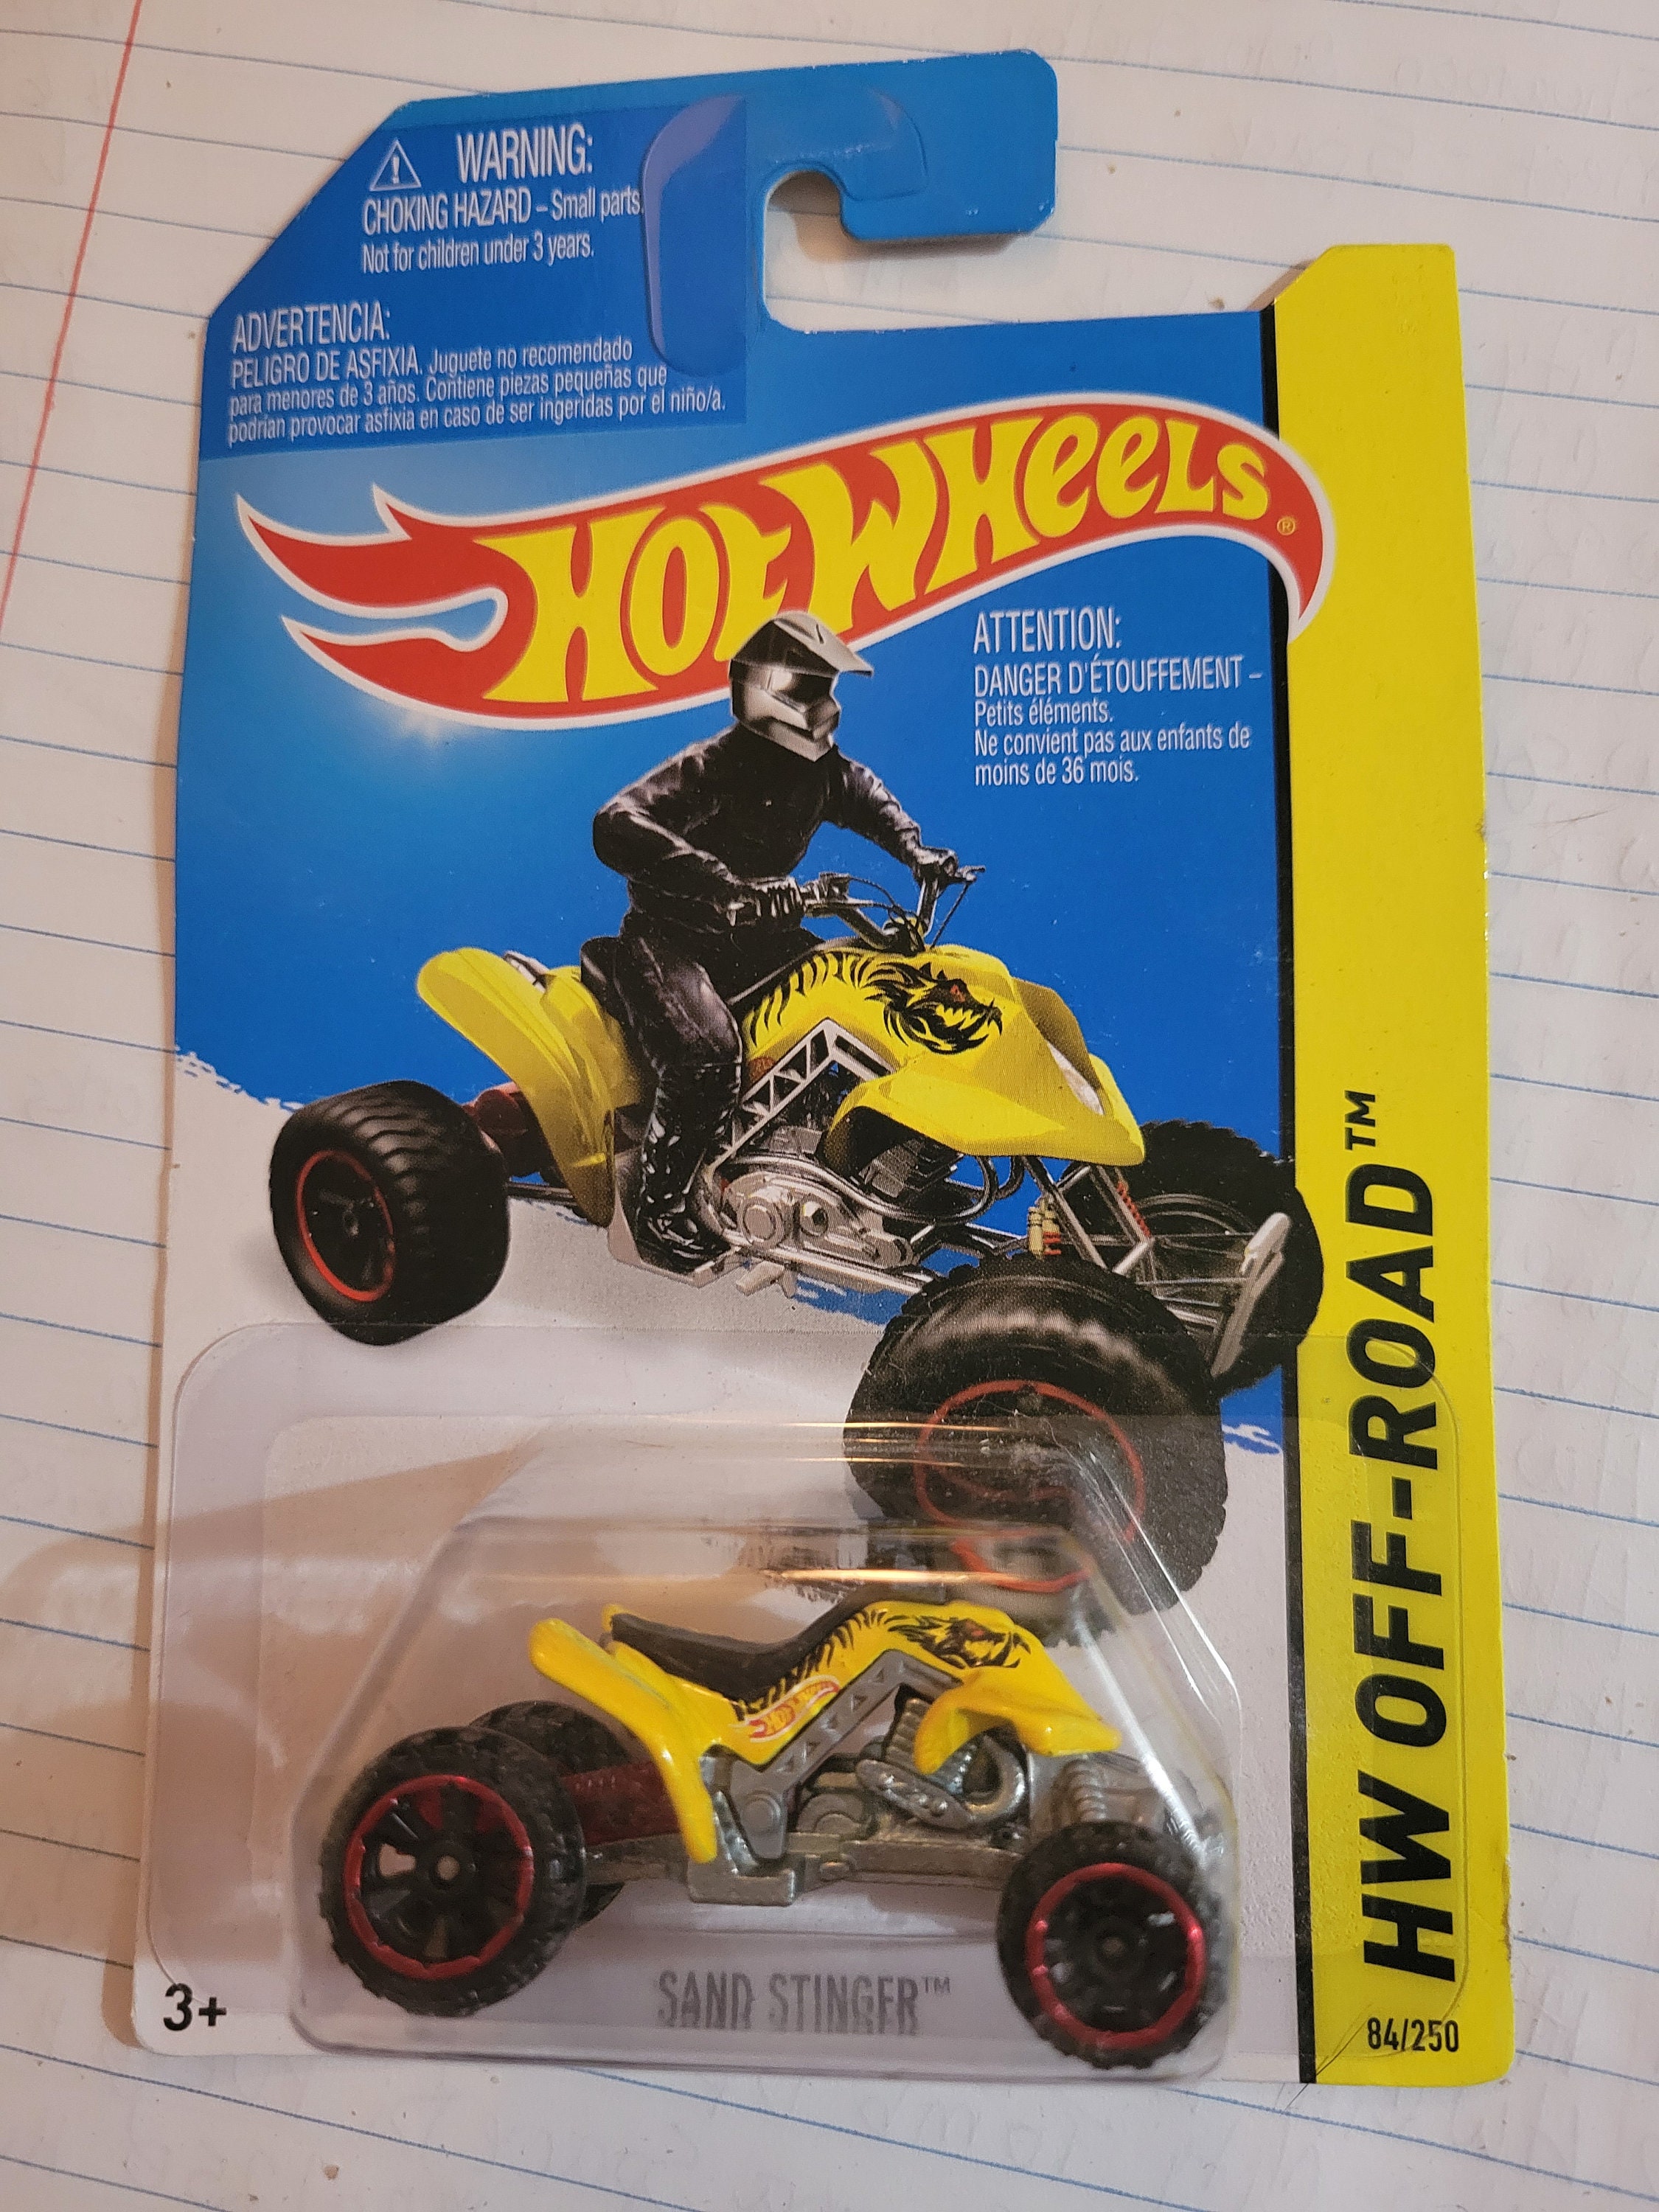 WARNING:
CHOKING HAZARD – Small parts.
Not for children under 3 years.
ADVERTENCIA:
PELIGRO DE ASFIXIA. Juguete no recomendado
para menores de 3 años. Contiene piezas pequeñas que
podrían provocar asfixia en caso de ser ingeridas por el niño/a.
HOT WHEELS®
ATTENTION:
DANGER D'ÉTOUFFEMENT –
Petits éléments.
Ne convient pas aux enfants de
moins de 36 mois.
HW OFF-ROAD™
HOT WHEELS
SAND STINGER™
3+
84/250